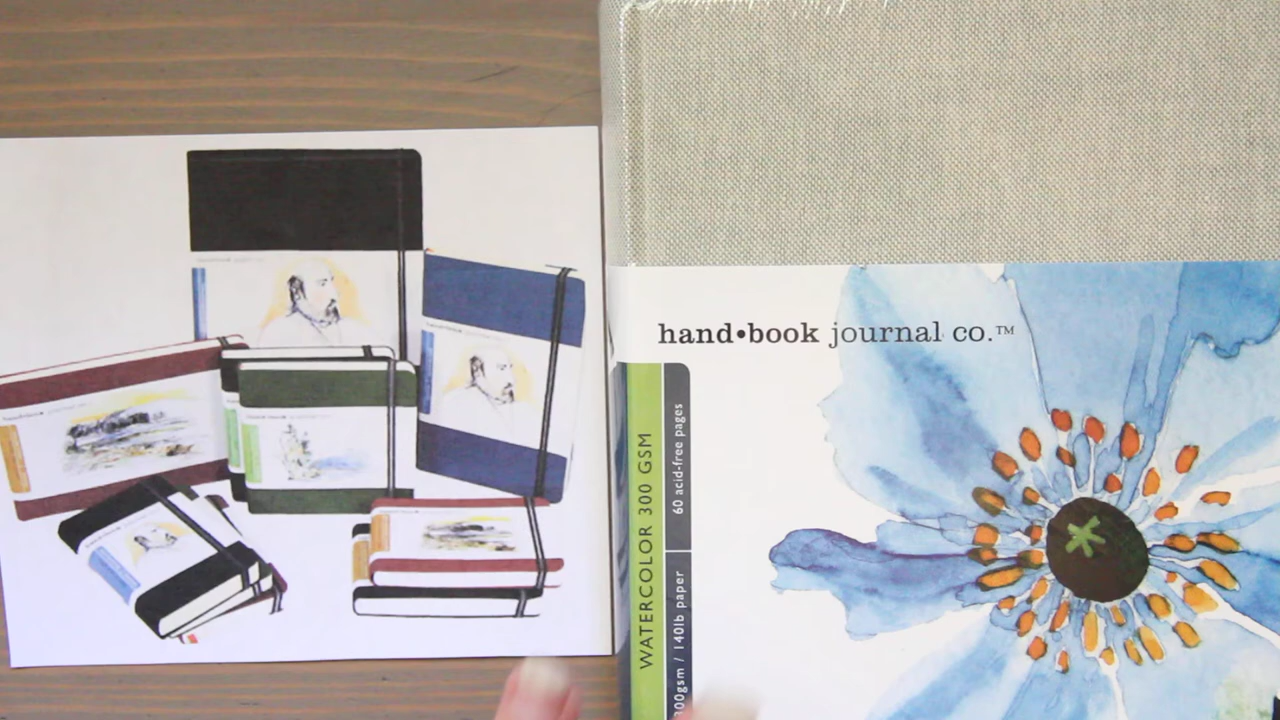 hand•book journal co.™
WATERCOLOR 300 GSM
60 acid-free pages
300gsm / 140lb paper